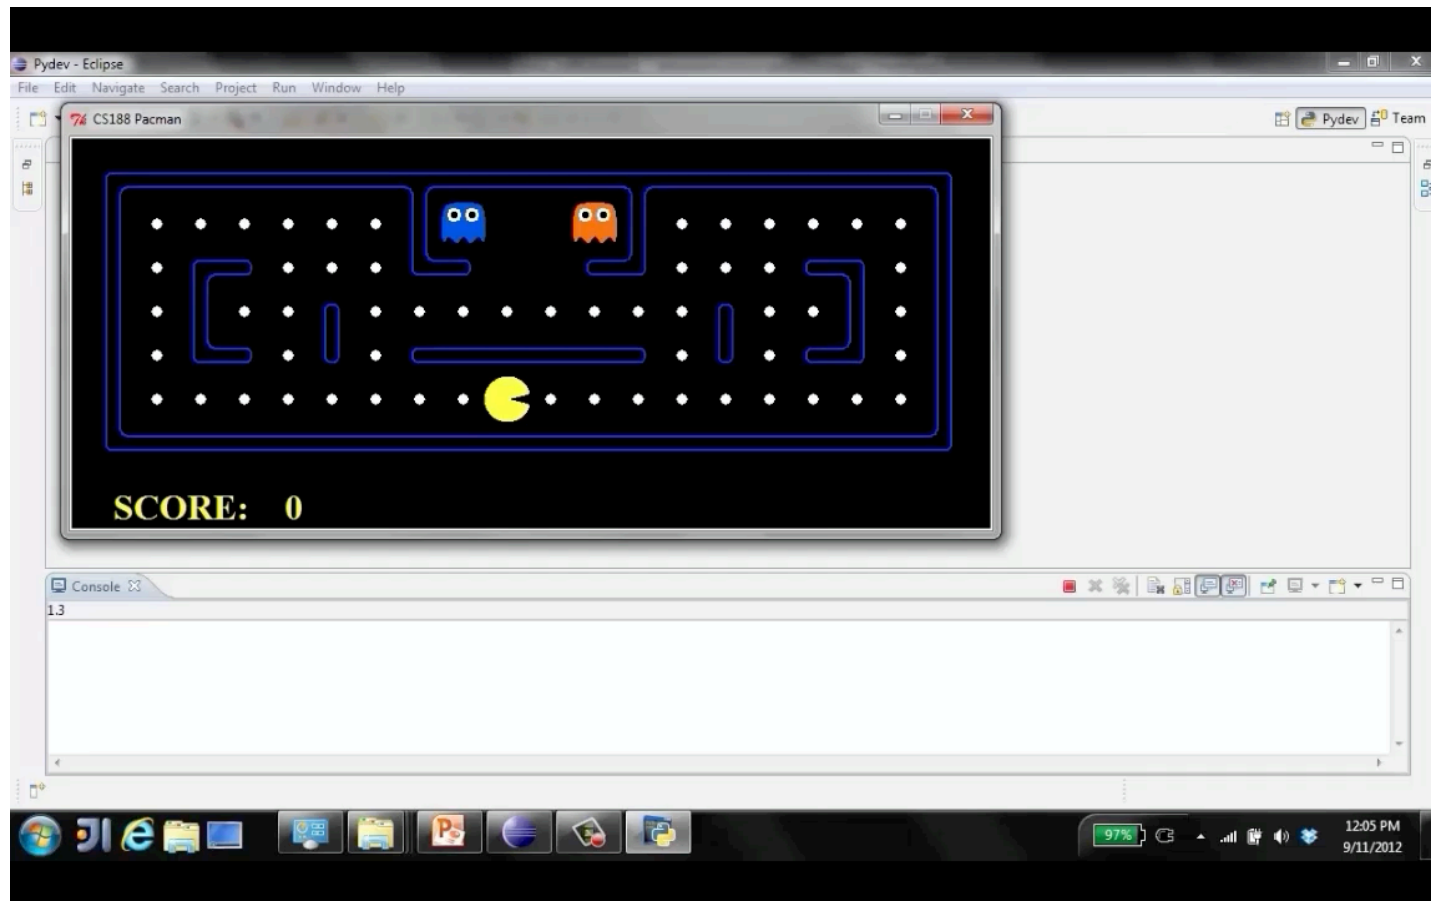 Pydev - Eclipse
File Edit Navigate Search Project Run Window Help
CS188 Pacman
Pydev Team
SCORE: 0
Console
1.3
97%
12:05 PM
9/11/2012